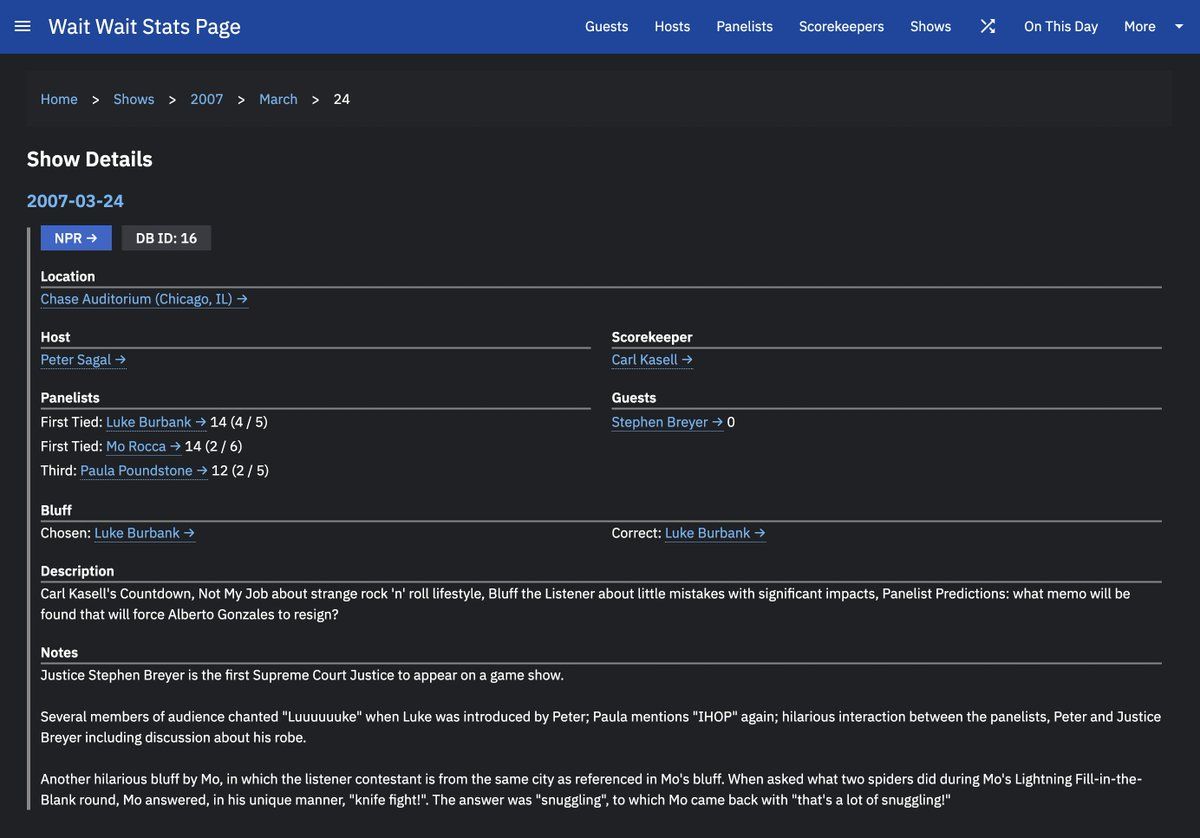 Wait Wait Stats Page
Guests Hosts Panelists Scorekeepers Shows On This Day More
Home > Shows > 2007 > March > 24
Show Details
2007-03-24
NPR → DB ID: 16
Location
Chase Auditorium (Chicago, IL) →
Host
Peter Sagal →
Scorekeeper
Carl Kasell →
Panelists
First Tied: Luke Burbank → 14 (4 / 5)
First Tied: Mo Rocca → 14 (2 / 6)
Third: Paula Poundstone → 12 (2 / 5)
Guests
Stephen Breyer → 0
Bluff
Chosen: Luke Burbank →
Correct: Luke Burbank →
Description
Carl Kasell's Countdown, Not My Job about strange rock 'n' roll lifestyle, Bluff the Listener about little mistakes with significant impacts, Panelist Predictions: what memo will be
found that will force Alberto Gonzales to resign?
Notes
Justice Stephen Breyer is the first Supreme Court Justice to appear on a game show.
Several members of audience chanted "Luuuuuuke" when Luke was introduced by Peter; Paula mentions "IHOP" again; hilarious interaction between the panelists, Peter and Justice
Breyer including discussion about his robe.
Another hilarious bluff by Mo, in which the listener contestant is from the same city as referenced in Mo's bluff. When asked what two spiders did during Mo's Lightning Fill-in-the-
Blank round, Mo answered, in his unique manner, "knife fight!". The answer was "snuggling", to which Mo came back with "that's a lot of snuggling!"